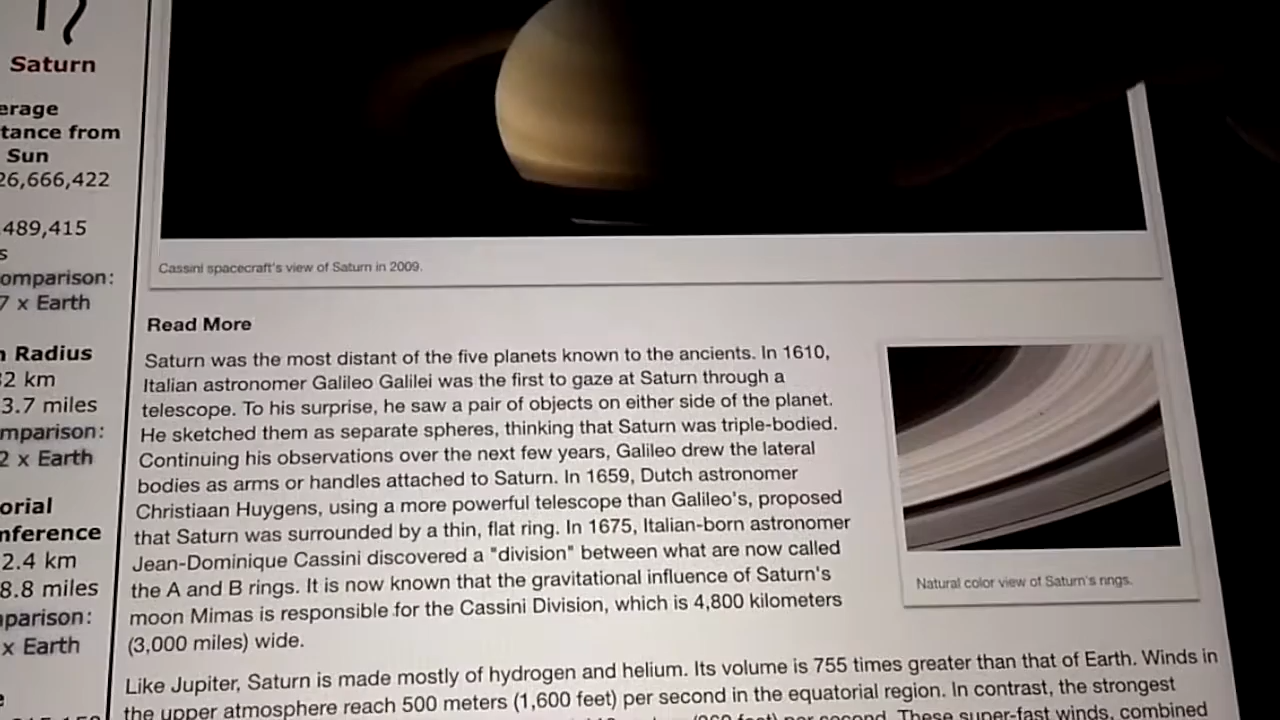 Saturn
erage
tance from
Sun
26,666,422
489,415
s
omparison:
7 x Earth
Radius
2 km
3.7 miles
mparison:
2 x Earth
orial
nference
2.4 km
8.8 miles
parison:
x Earth
e
Cassini spacecraft's view of Saturn in 2009.
Read More
Saturn was the most distant of the five planets known to the ancients. In 1610,
Italian astronomer Galileo Galilei was the first to gaze at Saturn through a
telescope. To his surprise, he saw a pair of objects on either side of the planet.
He sketched them as separate spheres, thinking that Saturn was triple-bodied.
Continuing his observations over the next few years, Galileo drew the lateral
bodies as arms or handles attached to Saturn. In 1659, Dutch astronomer
Christiaan Huygens, using a more powerful telescope than Galileo's, proposed
that Saturn was surrounded by a thin, flat ring. In 1675, Italian-born astronomer
Jean-Dominique Cassini discovered a "division" between what are now called
the A and B rings. It is now known that the gravitational influence of Saturn's
moon Mimas is responsible for the Cassini Division, which is 4,800 kilometers
(3,000 miles) wide.
Natural color view of Saturn's rings.
Like Jupiter, Saturn is made mostly of hydrogen and helium. Its volume is 755 times greater than that of Earth. Winds in
the upper atmosphere reach 500 meters (1,600 feet) per second in the equatorial region. In contrast, the strongest
per second. These super-fast winds, combined